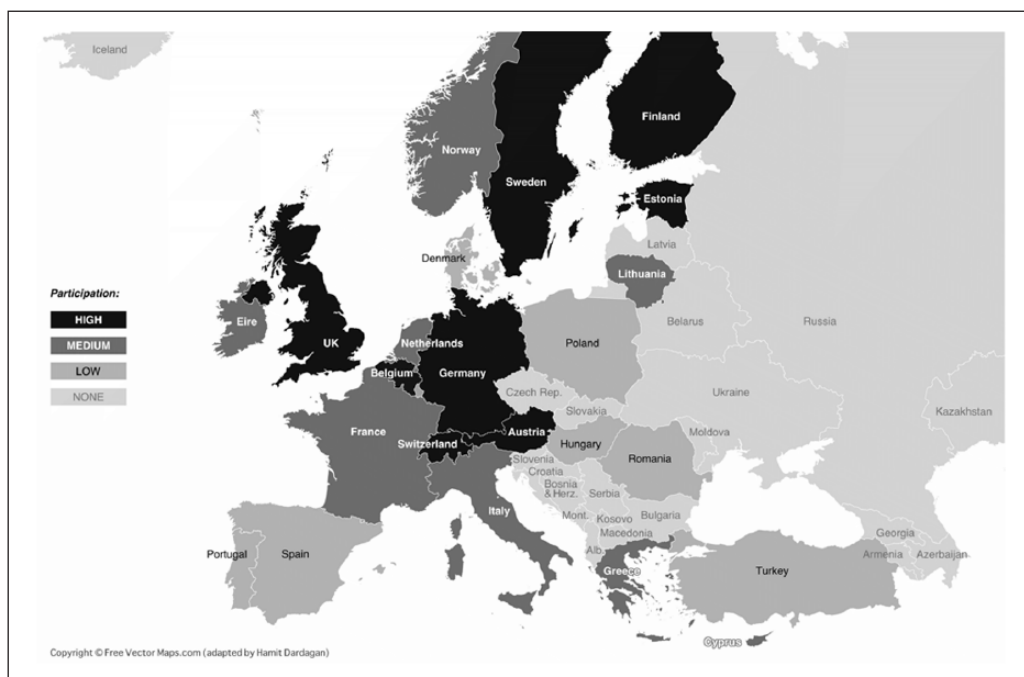 Iceland
Finland
Norway
Sweden
Estonia
Latvia
Denmark
Lithuania
Participation:
HIGH
MEDIUM
LOW
NONE
Eire
UK
Netherlands
Belgium
Germany
Poland
Belarus
Russia
Czech Rep.
Ukraine
Slovakia
Kazakhstan
France
Switzerland
Austria
Hungary
Moldova
Romania
Slovenia
Croatia
Bosnia
& Herz.
Serbia
Italy
Mont.
Kosovo
Bulgaria
Macedonia
Alb.
Georgia
Armenia
Azerbaijan
Portugal
Spain
Greece
Turkey
Cyprus
Copyright © Free Vector Maps.com (adapted by Hamit Dardagan)